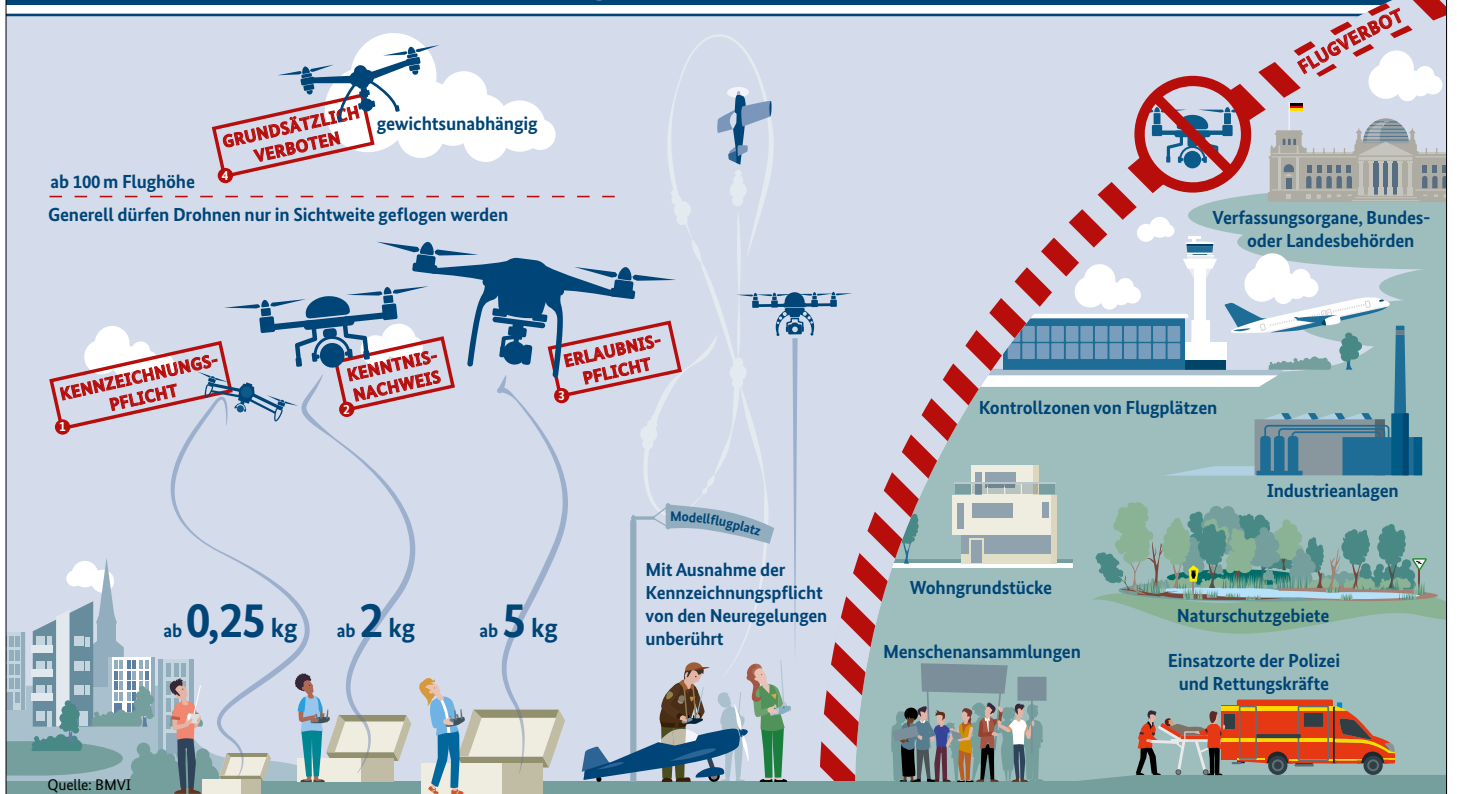 GRUNDSÄTZLICH
VERBOTEN
4
gewichtsunabhängig
ab 100 m Flughöhe
Generell dürfen Drohnen nur in Sichtweite geflogen werden
KENNZEICHNUNGS-
PFLICHT
1
KENNTNIS-
NACHWEIS
2
ERLAUBNIS-
PFLICHT
3
ab 0,25 kg
ab 2 kg
ab 5 kg
Modellflugplatz
Mit Ausnahme der
Kennzeichnungspflicht
von den Neuregelungen
unberührt
FLUGVERBOT
Verfassungsorgane, Bundes-
oder Landesbehörden
Kontrollzonen von Flugplätzen
Industrieanlagen
Wohngrundstücke
Naturschutzgebiete
Menschenansammlungen
Einsatzorte der Polizei
und Rettungskräfte
Quelle: BMVI